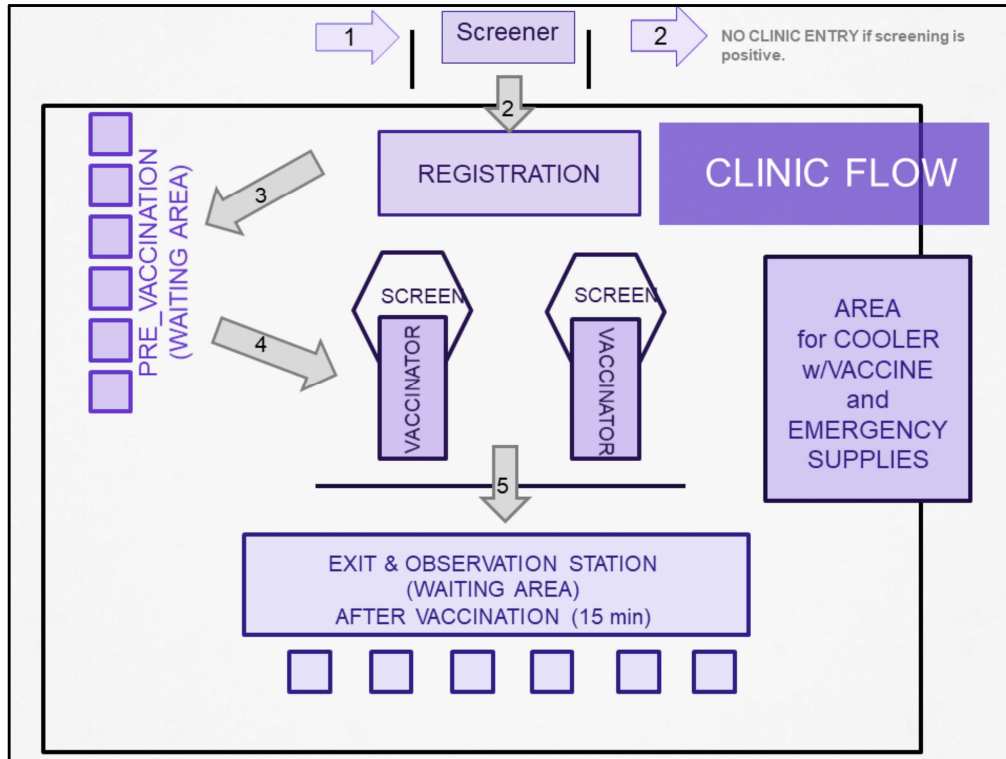 1
Screener
2
NO CLINIC ENTRY if screening is
positive.
2
REGISTRATION
CLINIC FLOW
3
PRE_VACCINATION
(WAITING AREA)
4
SCREEN
VACCINATOR
SCREEN
VACCINATOR
AREA
for COOLER
w/VACCINE
and
EMERGENCY
SUPPLIES
5
EXIT & OBSERVATION STATION
(WAITING AREA)
AFTER VACCINATION (15 min)